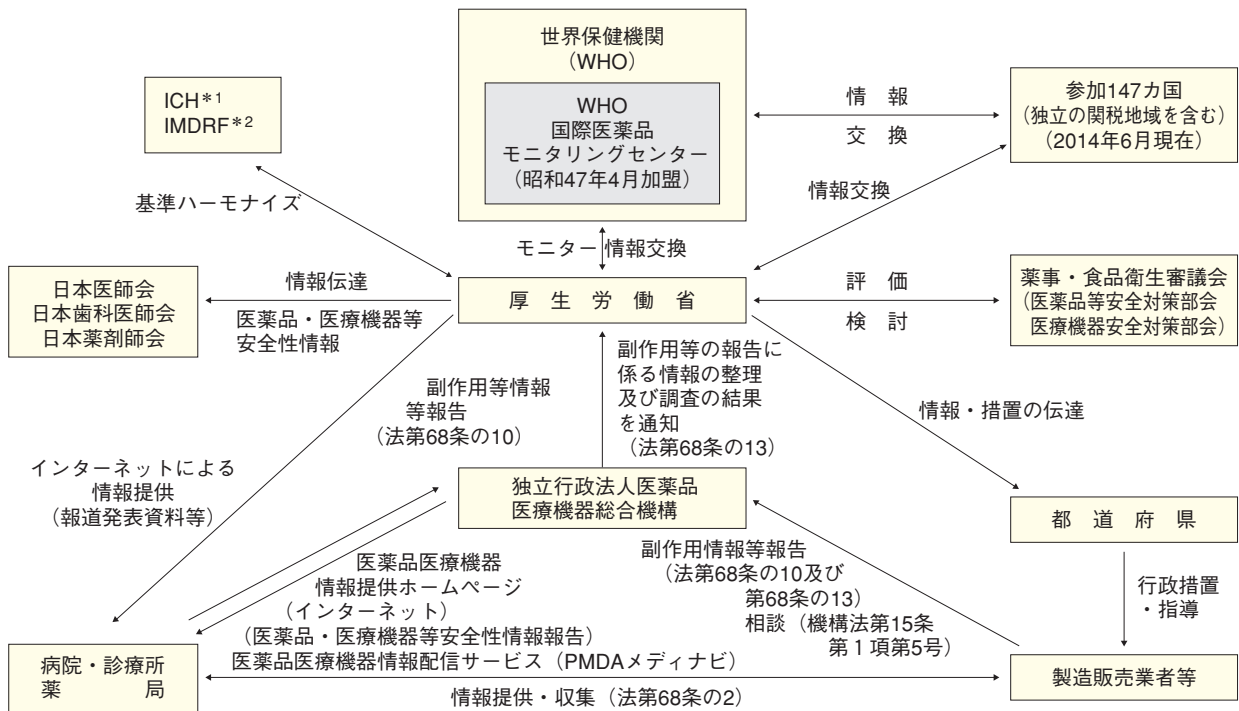 世界保健機関
（WHO）
WHO
国際医薬品
モニタリングセンター
（昭和47年4月加盟）
ICH*1
IMDRF*2
情　報
交　換
参加147カ国
（独立の関税地域を含む）
（2014年6月現在）
基準ハーモナイズ
情報交換
モニター 情報交換
日本医師会
日本歯科医師会
日本薬剤師会
情報伝達
医薬品・医療機器等
安全性情報
厚　生　労　働　省
評　価
検　討
薬事・食品衛生審議会
（医薬品等安全対策部会
医療機器安全対策部会）
副作用等情報
等報告
（法第68条の10）
副作用等の報告に
係る情報の整理
及び調査の結果
を通知
（法第68条の13）
情報・措置の伝達
インターネットによる
情報提供
（報道発表資料等）
独立行政法人医薬品
医療機器総合機構
都　道　府　県
医薬品医療機器
情報提供ホームページ
（インターネット）
（医薬品・医療機器等安全性情報報告）
医薬品医療機器情報配信サービス（PMDAメディナビ）
副作用情報等報告
（法第68条の10及び
第68条の13）
相談（機構法第15条
第１項第5号）
行政措置
・指導
病院・診療所
薬　　　局
情報提供・収集（法第68条の2）
製造販売業者等